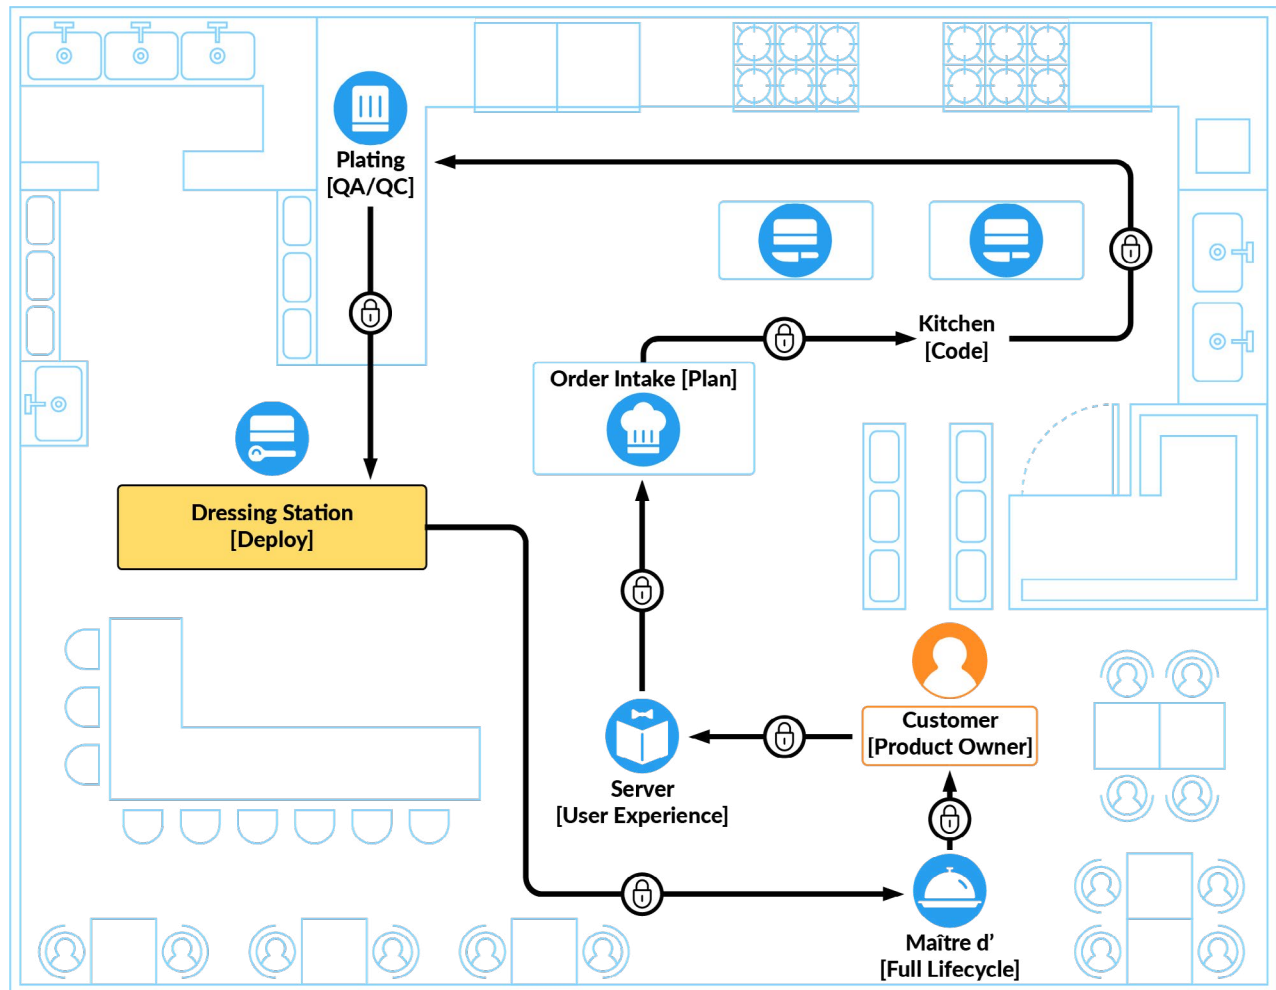 Plating
[QA/QC]
Kitchen
[Code]
Order Intake [Plan]
Dressing Station
[Deploy]
Customer
[Product Owner]
Server
[User Experience]
Maître d’
[Full Lifecycle]